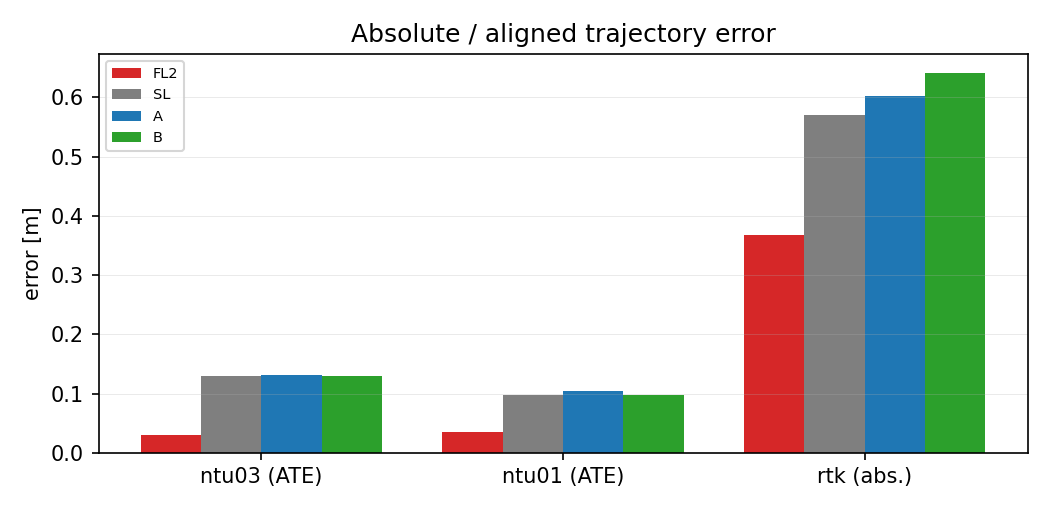 Absolute / aligned trajectory error
FL2
SL
A
B
error [m]
0.6
0.5
0.4
0.3
0.2
0.1
0.0
ntu03 (ATE)
ntu01 (ATE)
rtk (abs.)